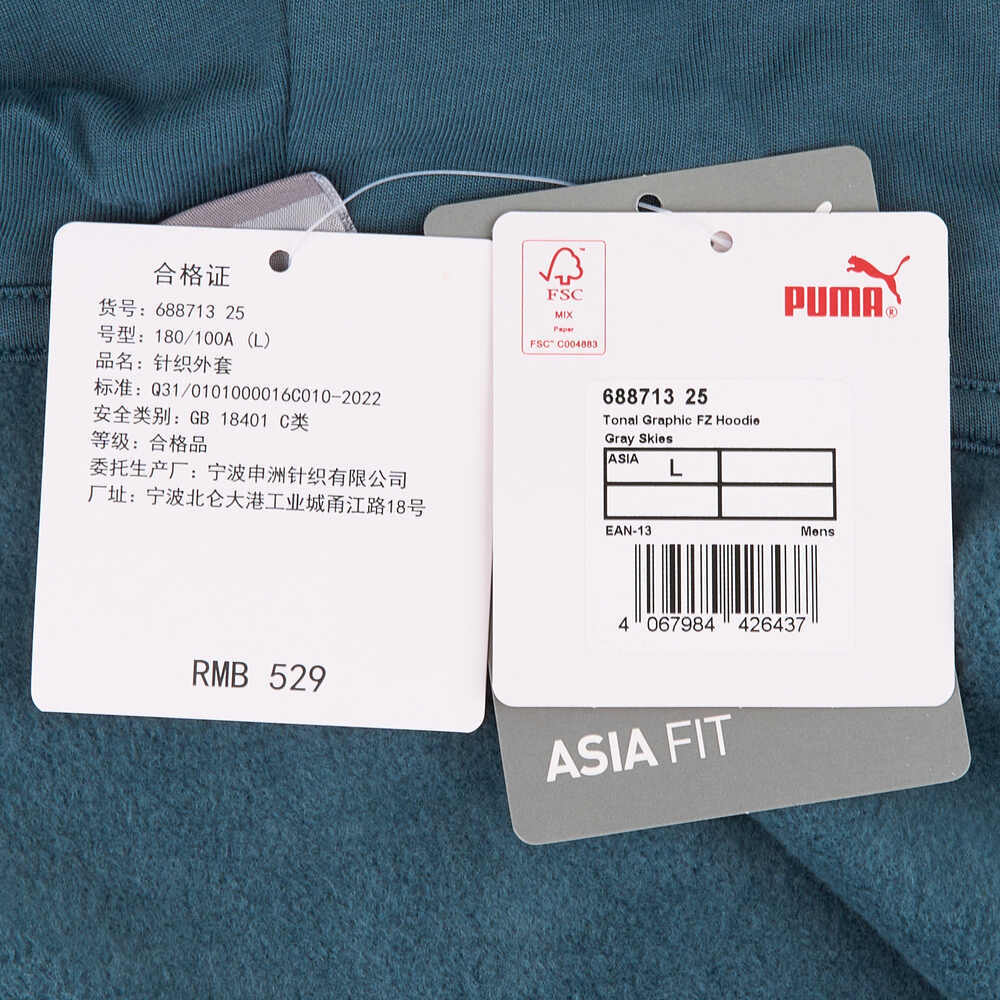 合格证
货号: 688713 25
号型: 180/100A (L)
品名: 针织外套
标准: Q31/0101000016C010-2022
安全类别: GB 18401 C类
等级: 合格品
委托生产厂: 宁波申洲针织有限公司
厂址: 宁波北仑大港工业城甬江路18号
RMB 529
FSC
MIX
Paper
FSC™ C004883
PUMA®
688713 25
Tonal Graphic FZ Hoodie
Gray Skies
ASIA L
EAN-13 Mens
4 067984 426437
ASIA FIT